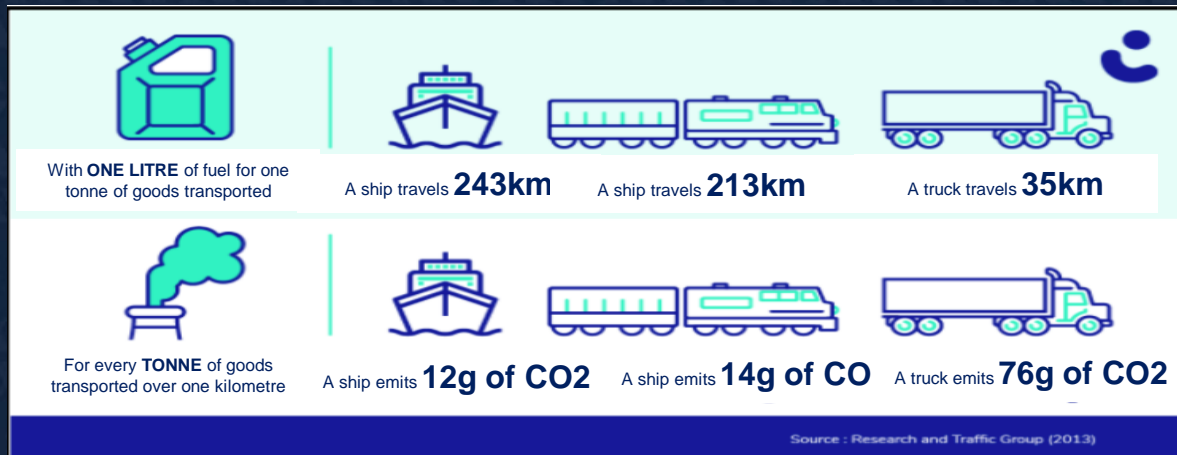 With ONE LITRE of fuel for one
tonne of goods transported
A ship travels 243km
A ship travels 213km
A truck travels 35km
For every TONNE of goods
transported over one kilometre
A ship emits 12g of CO2
A ship emits 14g of CO
A truck emits 76g of CO2
Source : Research and Traffic Group (2013)